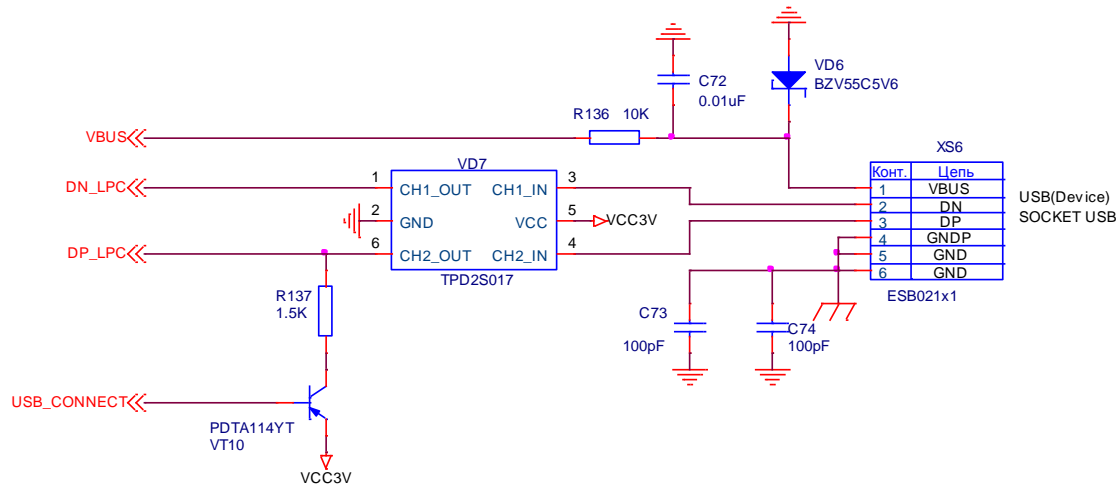 VD6
BZV55C5V6
C72
0.01uF
R136 10K
VBUS
XS6
VD7
Конт. Цепь
DN_LPC
1 CH1_OUT CH1_IN 3
1 VBUS
USB(Device)
2 GND VCC 5
VCC3V
2 DN
SOCKET USB
3 DP
DP_LPC
6 CH2_OUT CH2_IN 4
4 GNDP
5 GND
TPD2S017
6 GND
R137
1.5K
ESB021x1
C73
100pF
C74
100pF
USB_CONNECT
PDTA114YT
VT10
VCC3V